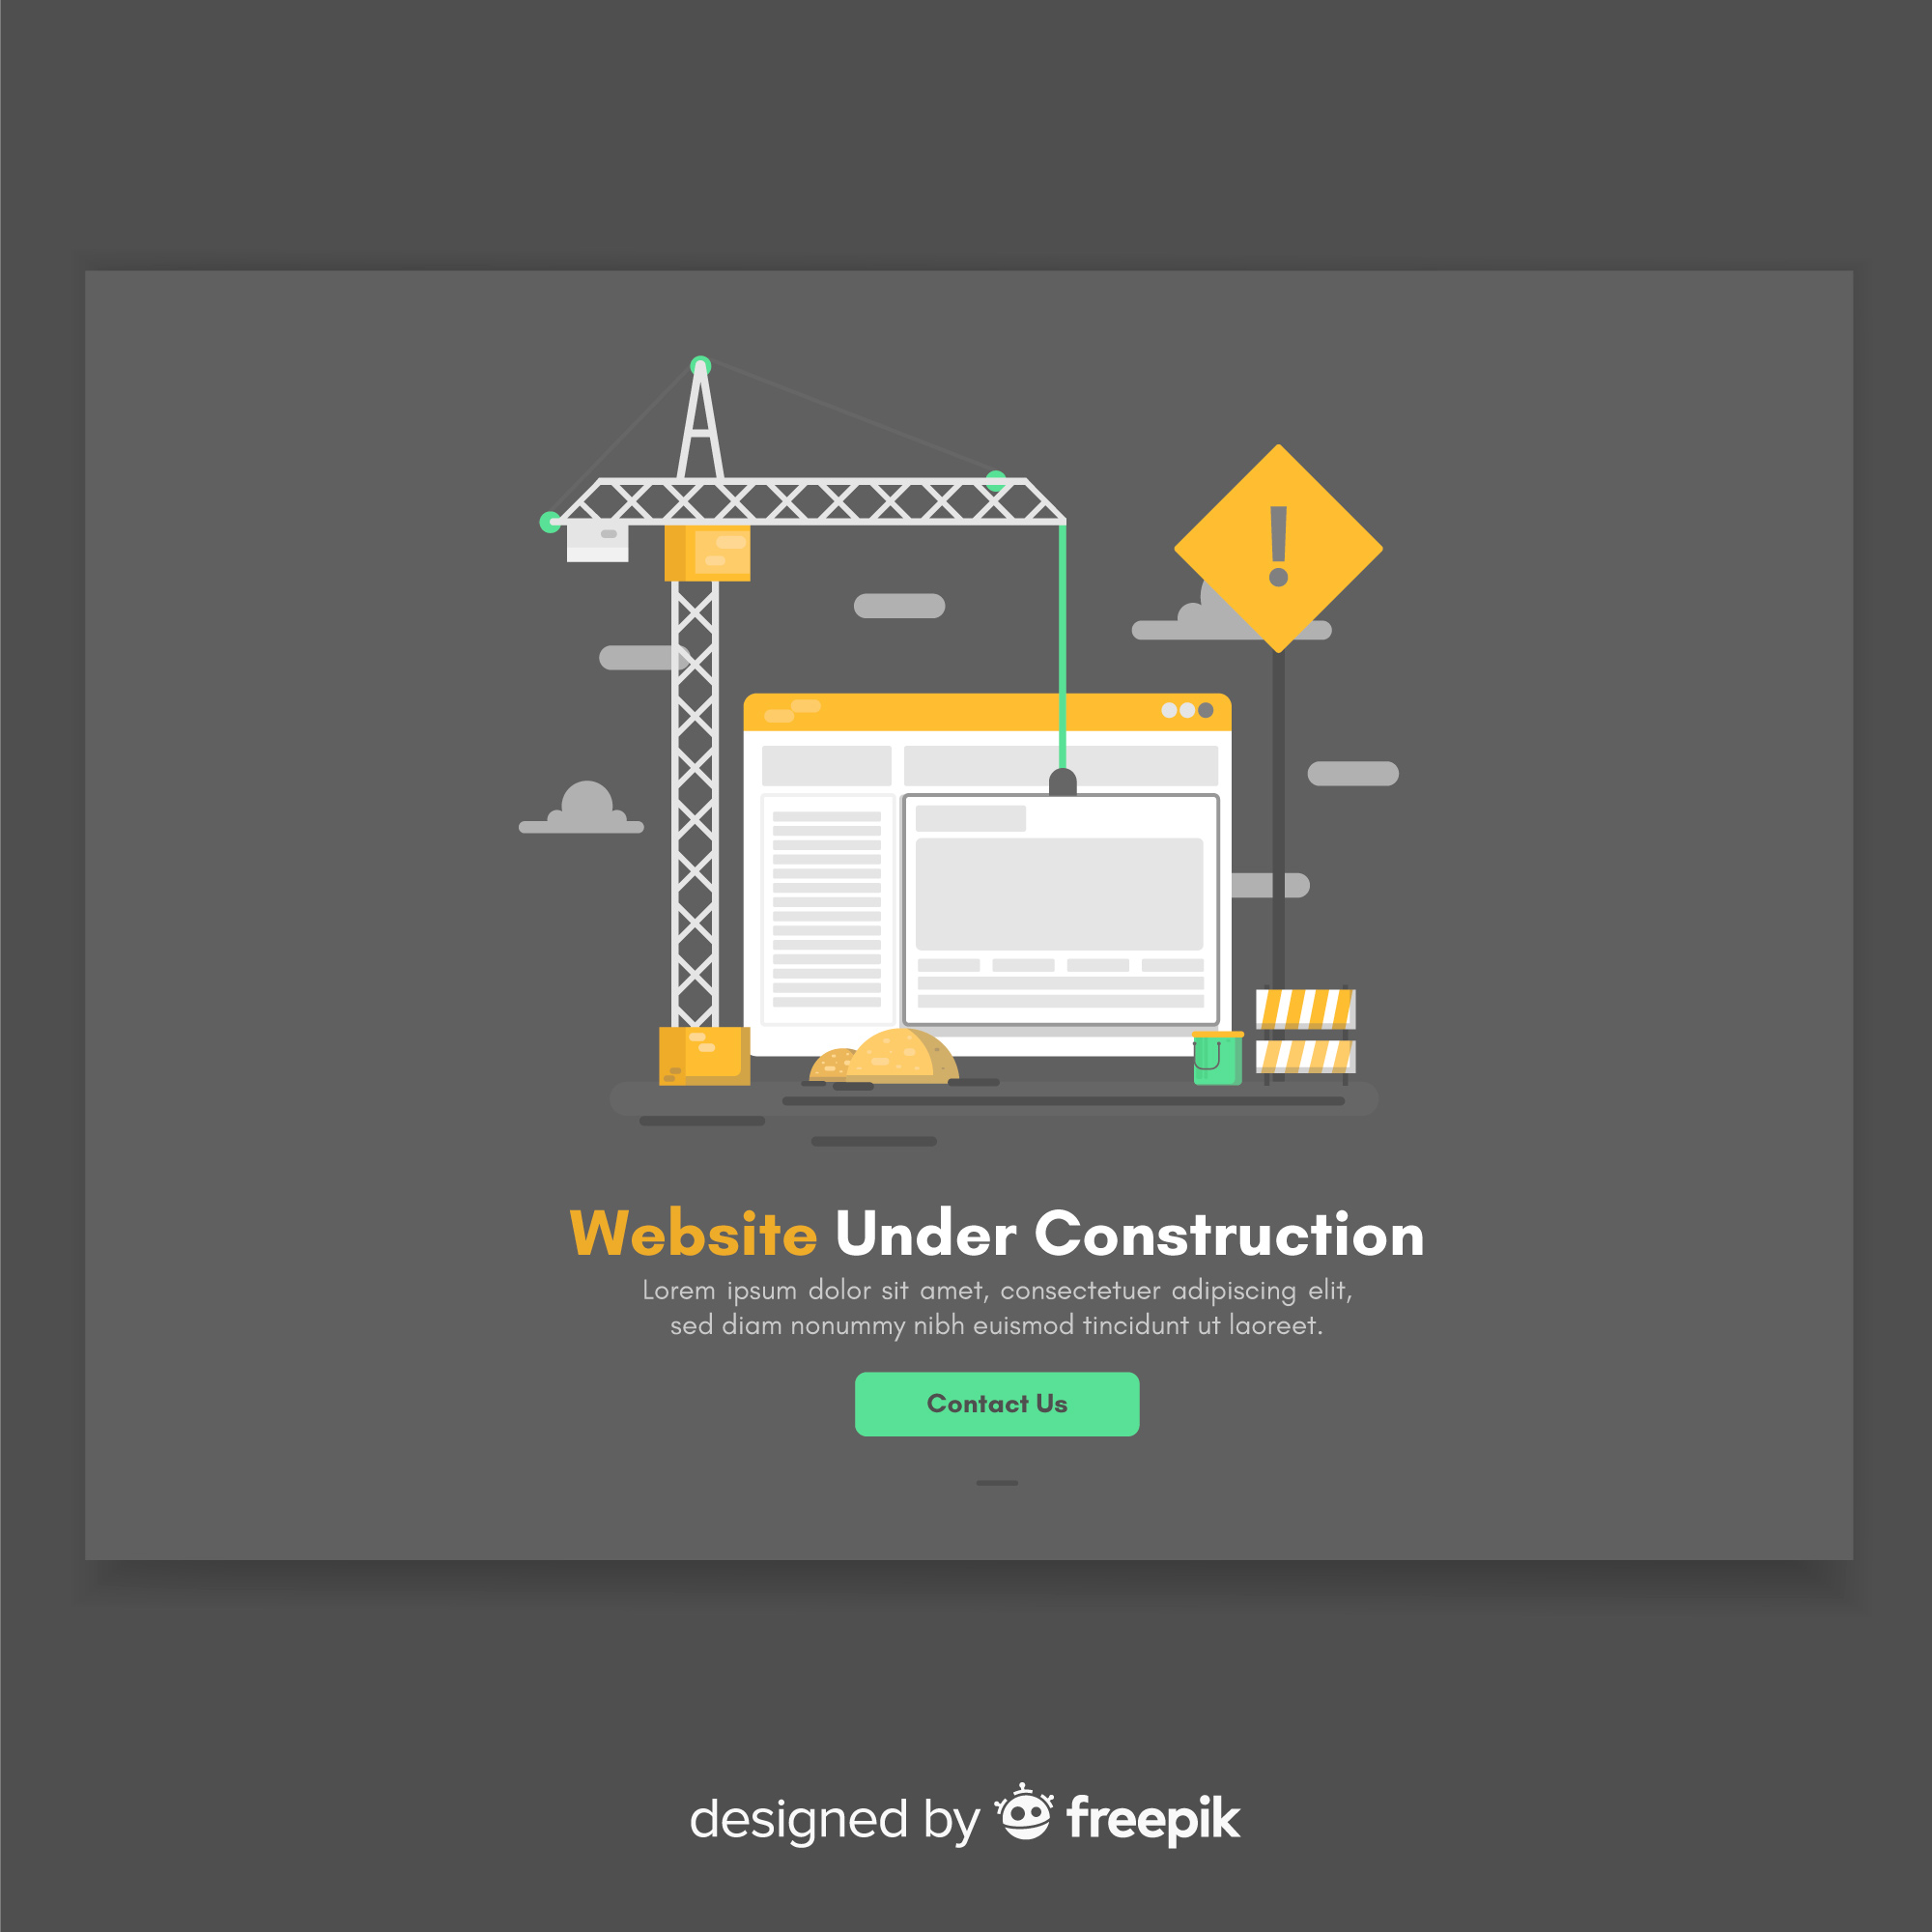 !
Website Under Construction
Lorem ipsum dolor sit amet, consectetuer adipiscing elit,
sed diam nonummy nibh euismod tincidunt ut laoreet.
Contact Us
designed by freepik